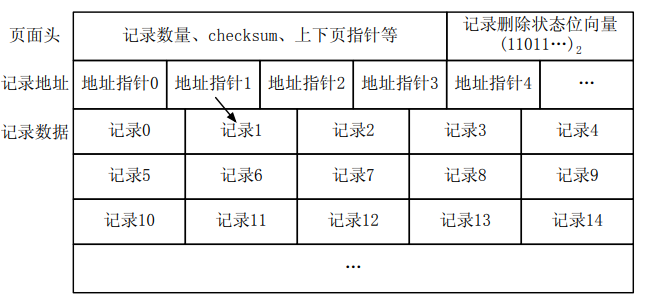 页面头 记录数量、checksum、上下页指针等 记录删除状态位向量
(11011…)2
记录地址 地址指针0 地址指针1 地址指针2 地址指针3 地址指针4 …
记录数据 记录0 记录1 记录2 记录3 记录4
记录5 记录6 记录7 记录8 记录9
记录10 记录11 记录12 记录13 记录14
…